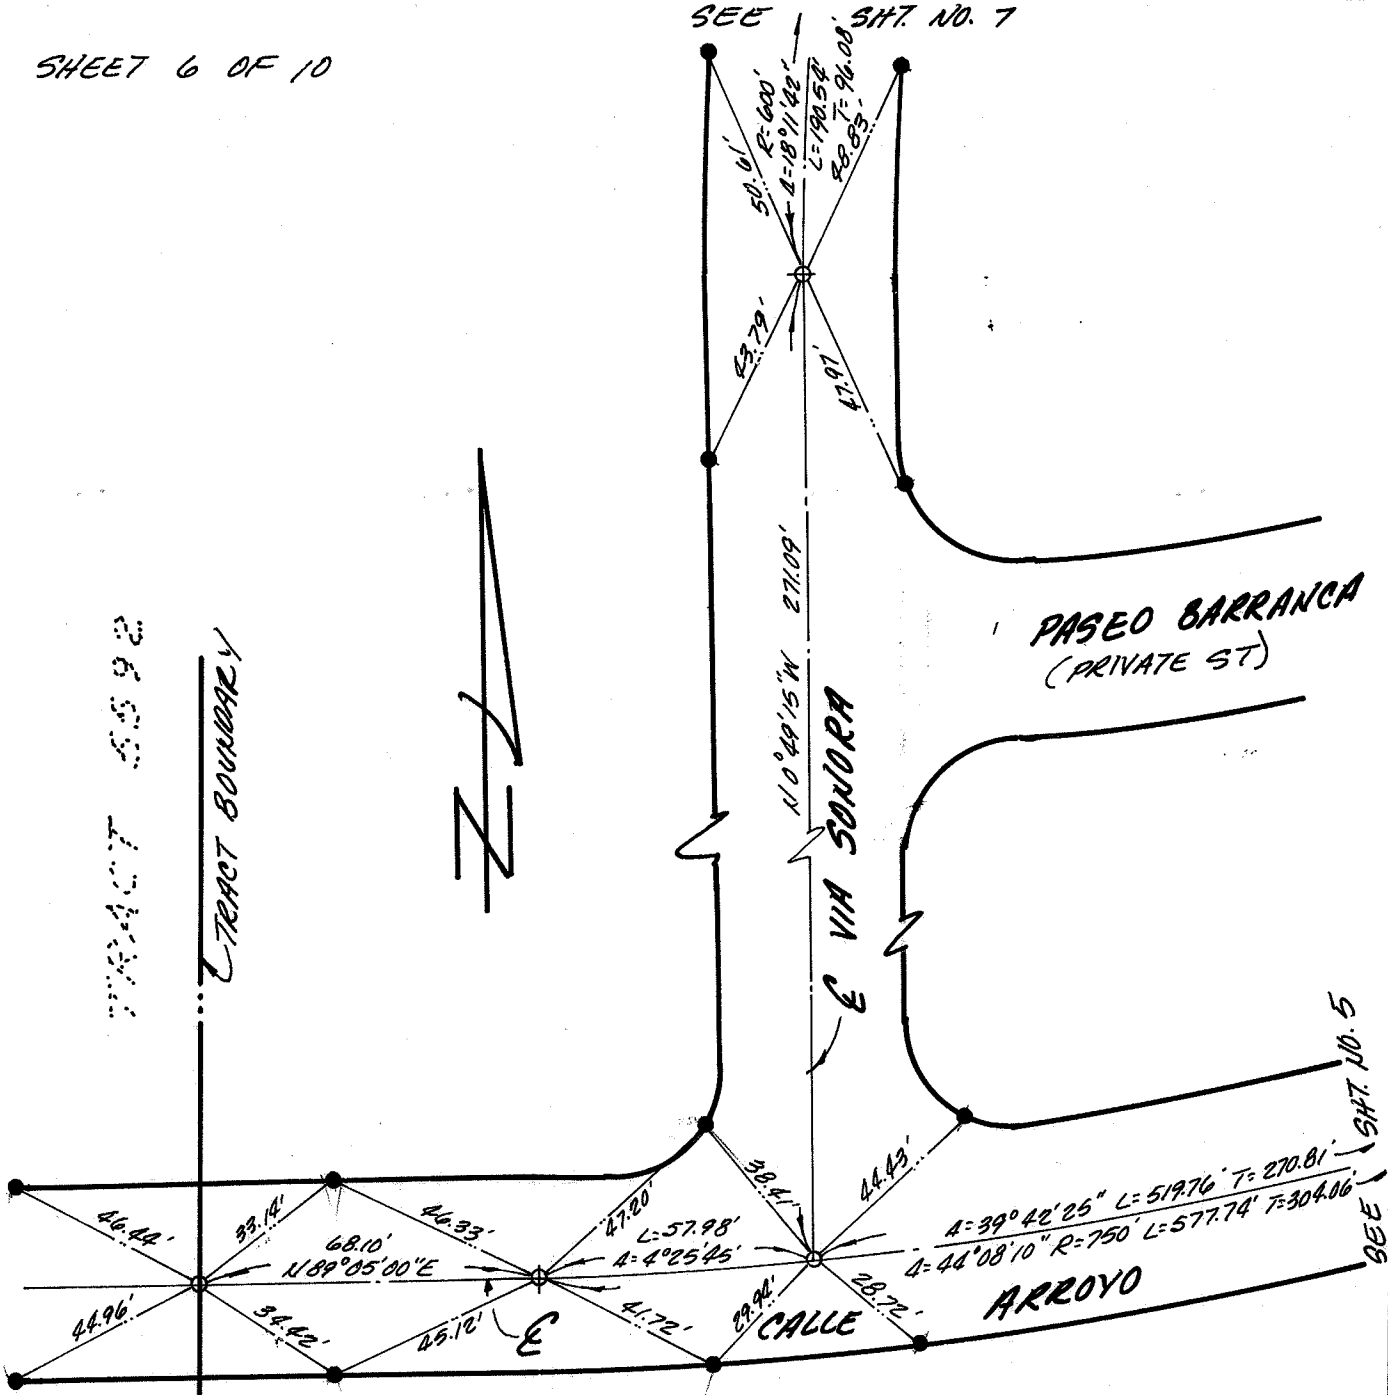 SEE SHT. NO. 7
SHEET 6 OF 10
R=600'
Δ=18°11'42"
L=190.54'
T=96.08'
50.61'
48.83'
43.79'
47.97'
N 0°49'15"W 271.09'
PASEO BARRANCA
(PRIVATE ST)
TRACT
TRACT BOUNDARY
N
℄ VIA SONORA
SEE SHT. NO. 5
38.41'
44.43'
46.44'
33.14'
46.33'
47.20'
68.10'
N 89°05'00"E
L=57.98'
Δ=4°25'45"
Δ=39°42'25" L=519.76' T=270.81'
Δ=44°08'10" R=750' L=577.74' T=304.06'
44.96'
34.42'
45.12'
℄
41.72'
29.94'
28.72'
CALLE ARROYO